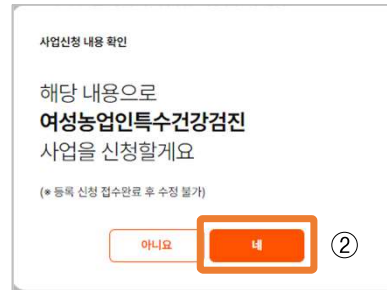 사업신청 내용 확인
해당 내용으로
여성농업인특수건강검진
사업을 신청할게요
(※ 등록 신청 접수완료 후 수정 불가)
아니요
네
②